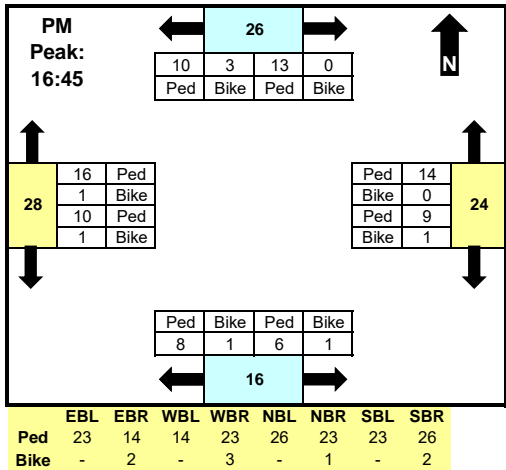 PM
Peak:
16:45
26
N
10 3 13 0
Ped Bike Ped Bike
28
16 Ped
1 Bike
10 Ped
1 Bike
Ped 14
Bike 0
Ped 9
Bike 1
24
Ped Bike Ped Bike
8 1 6 1
16
EBL EBR WBL WBR NBL NBR SBL SBR
Ped 23 14 14 23 26 23 23 26
Bike - 2 - 3 - 1 - 2